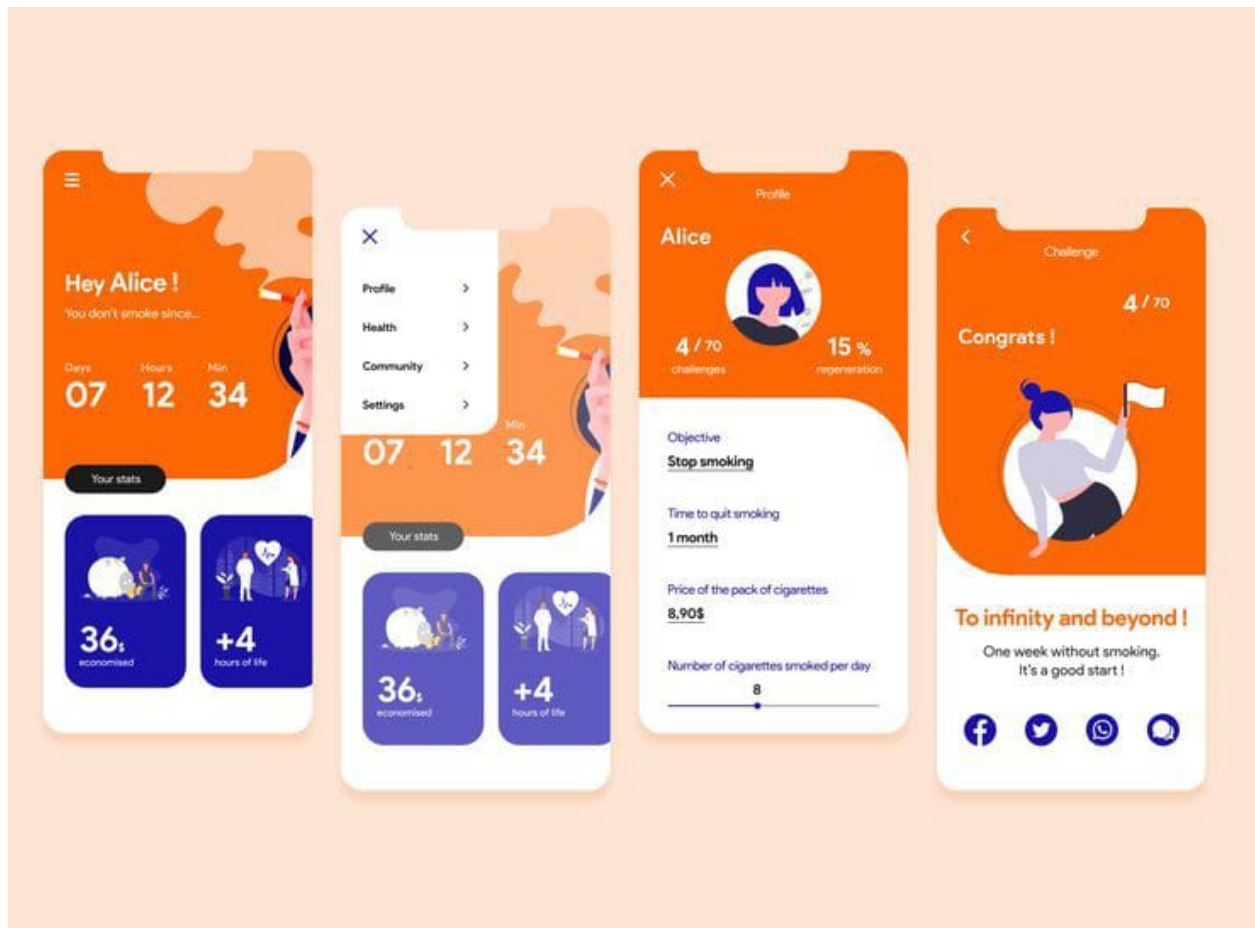 Hey Alice !
You don't smoke since...
Days Hours Min
07 12 34
Your stats
36$
economised
+4
hours of life
Profile
Health
Community
Settings
Min
07 12 34
Your stats
36$
economised
+4
hours of life
Profile
Alice
4 / 70
challenges
15 %
regeneration
Objective
Stop smoking
Time to quit smoking
1 month
Price of the pack of cigarettes
8,90$
Number of cigarettes smoked per day
8
Challenge
4 / 70
Congrats !
To infinity and beyond !
One week without smoking.
It's a good start !